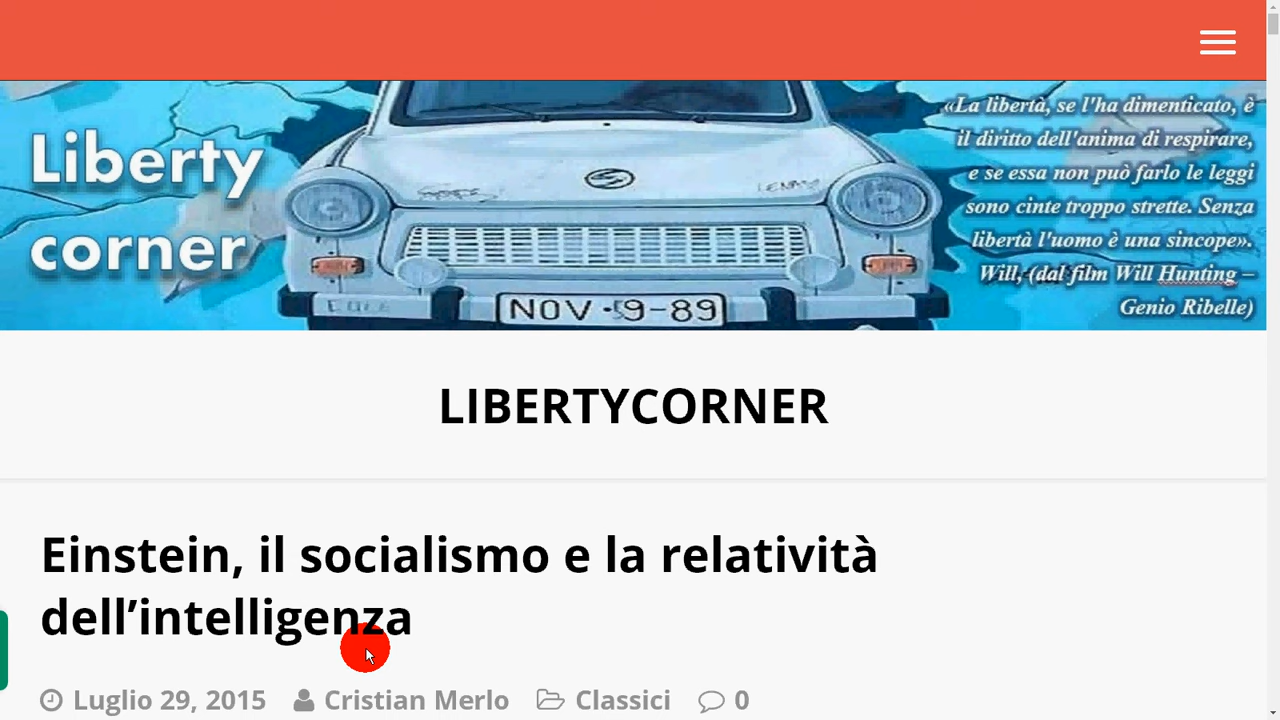 Liberty
corner
«La libertà, se l'ha dimenticato, è
il diritto dell'anima di respirare,
e se essa non può farlo le leggi
sono cinte troppo strette. Senza
libertà l'uomo è una sincope».
Will, (dal film Will Hunting –
Genio Ribelle)
NOV•9-89
LIBERTYCORNER
Einstein, il socialismo e la relatività
dell’intelligenza
Luglio 29, 2015 Cristian Merlo Classici 0